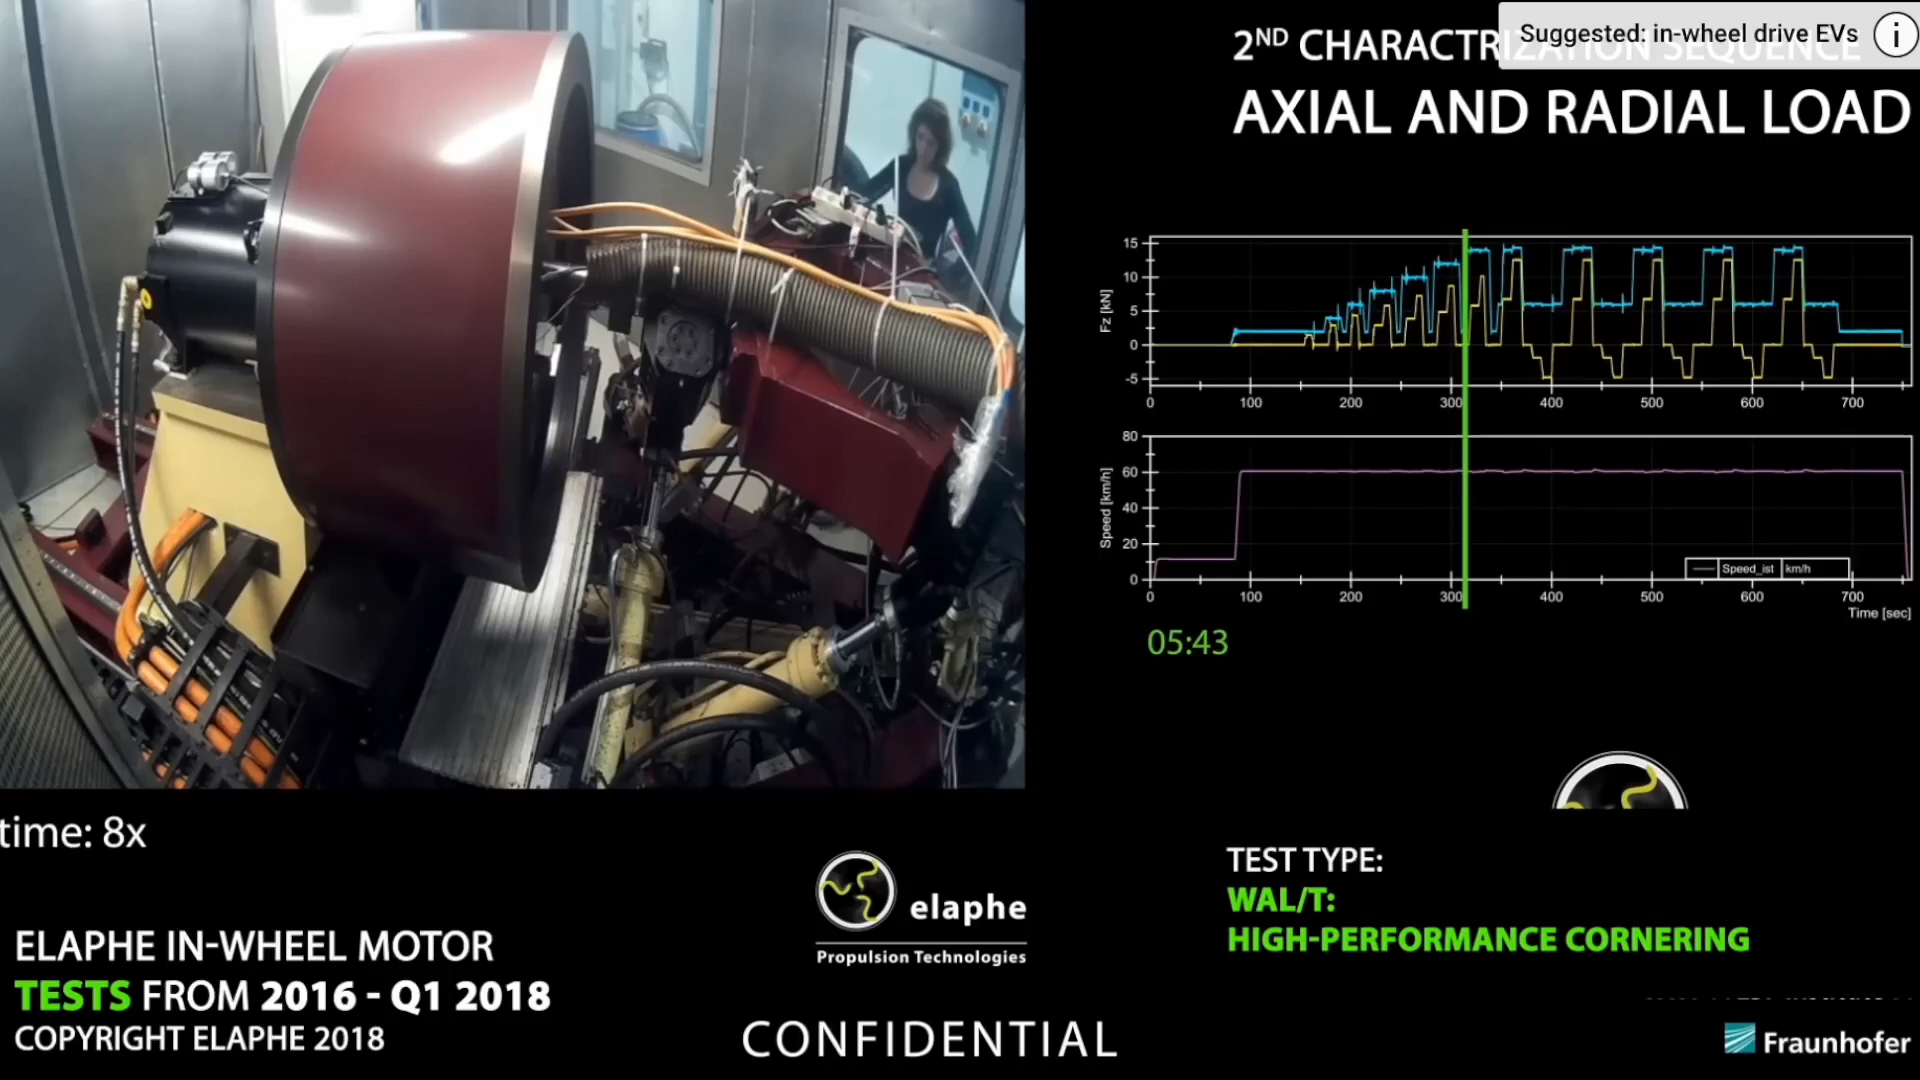 Suggested: in-wheel drive EVs
2ND CHARACTRIZATION SEQUENCE
AXIAL AND RADIAL LOAD
15
10
5
0
-5
Fz [kN]
0 100 200 300 400 500 600 700
80
60
40
20
0
Speed [km/h]
Speed_ist km/h
0 100 200 300 400 500 600 700
Time [sec]
05:43
time: 8x
elaphe
Propulsion Technologies
TEST TYPE:
WAL/T:
HIGH-PERFORMANCE CORNERING
ELAPHE IN-WHEEL MOTOR
TESTS FROM 2016 - Q1 2018
COPYRIGHT ELAPHE 2018
CONFIDENTIAL
Fraunhofer